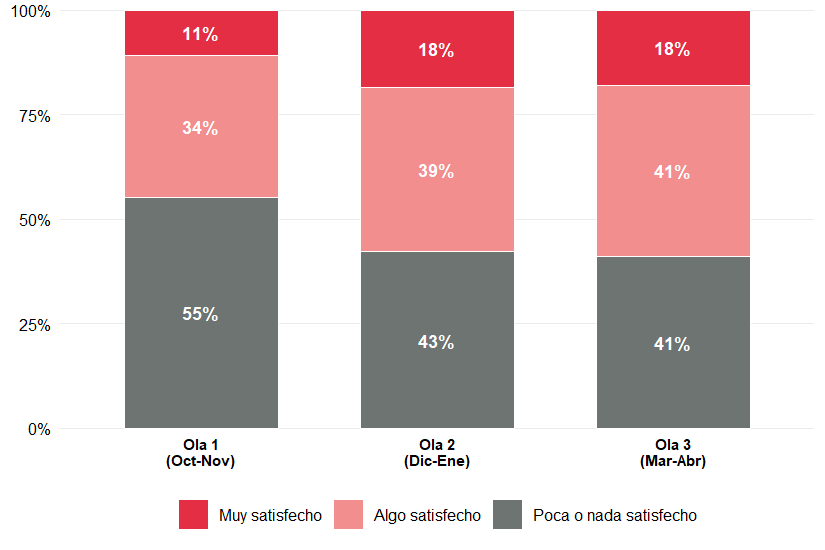 100%
75%
50%
25%
0%
11%
34%
55%
18%
39%
43%
18%
41%
41%
Ola 1
(Oct-Nov)
Ola 2
(Dic-Ene)
Ola 3
(Mar-Abr)
Muy satisfecho
Algo satisfecho
Poca o nada satisfecho